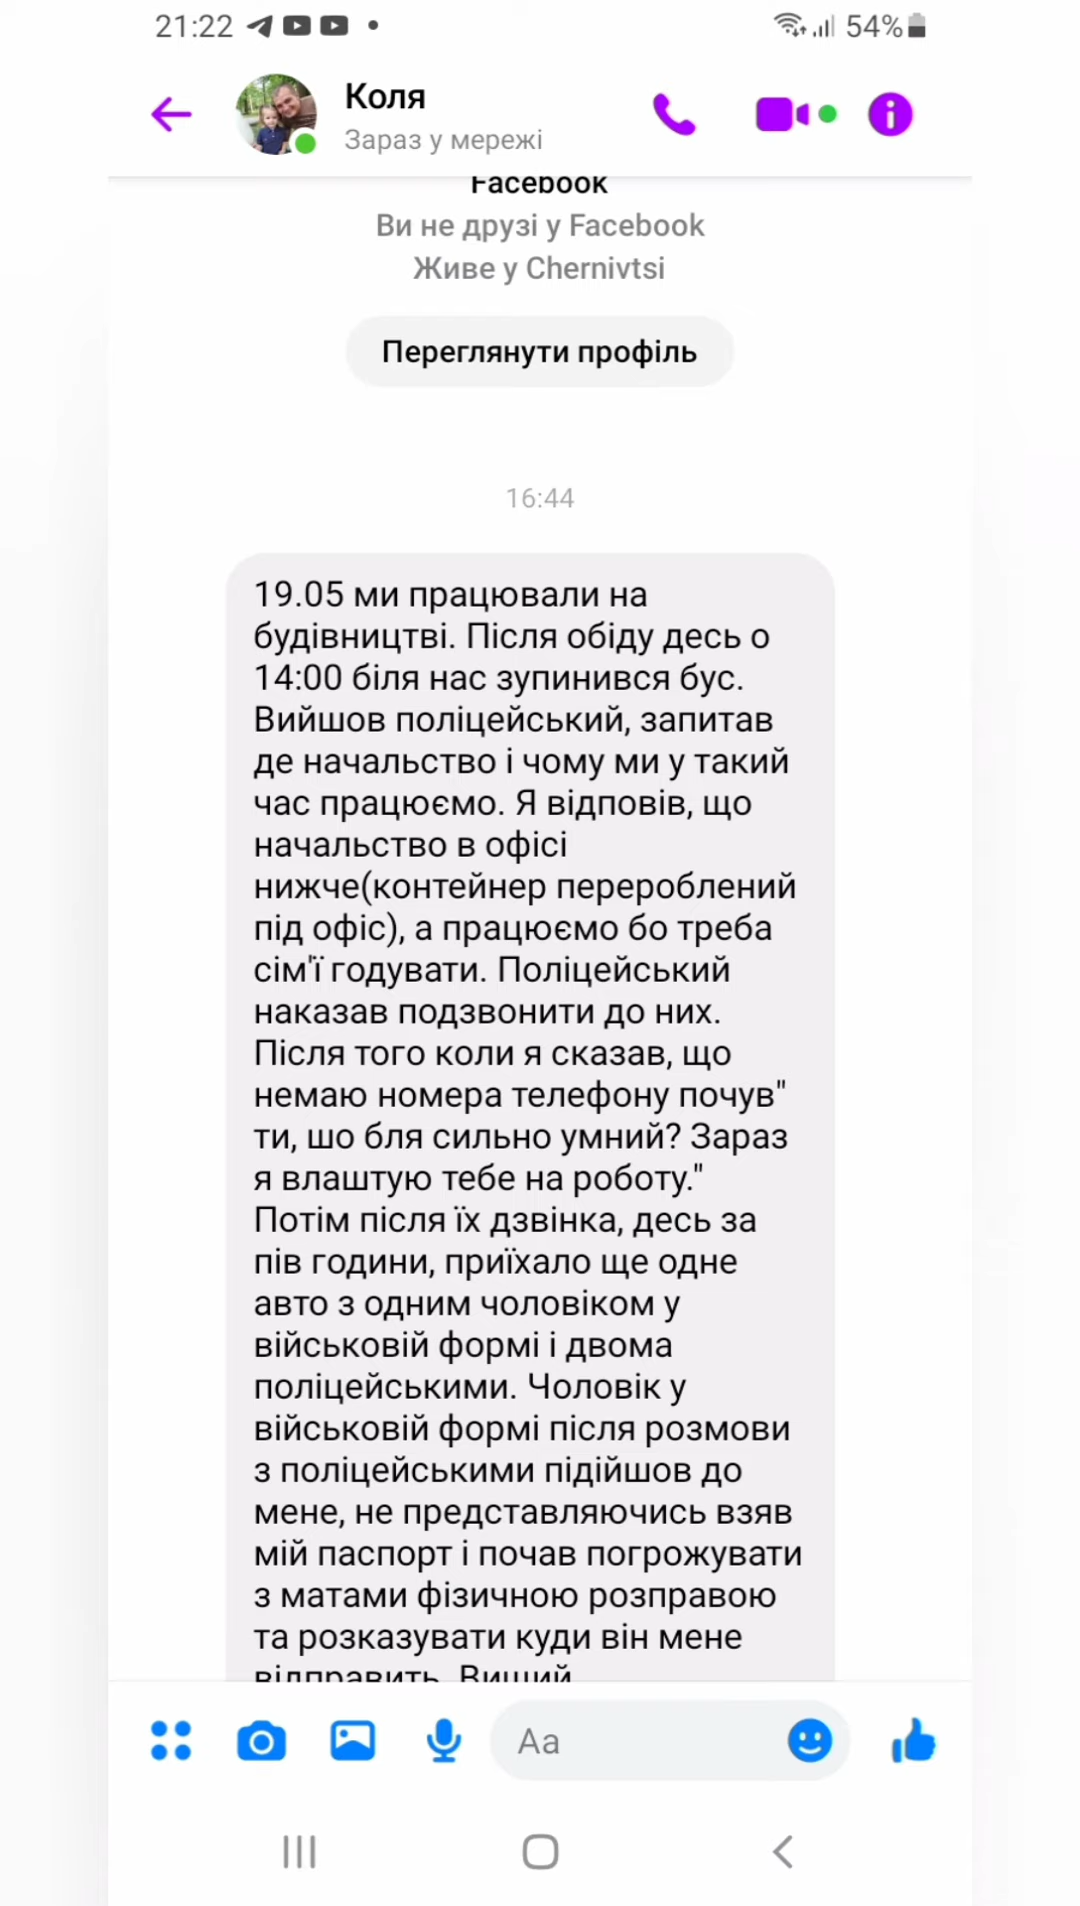 21:22
54%
Коля
Зараз у мережі
Facebook
Ви не друзі у Facebook
Живе у Chernivtsi
Переглянути профіль
16:44
19.05 ми працювали на
будівництві. Після обіду десь о
14:00 біля нас зупинився бус.
Вийшов поліцейський, запитав
де начальство і чому ми у такий
час працюємо. Я відповів, що
начальство в офісі
нижче(контейнер перероблений
під офіс), а працюємо бо треба
сім'ї годувати. Поліцейський
наказав подзвонити до них.
Після того коли я сказав, що
немаю номера телефону почув"
ти, шо бля сильно умний? Зараз
я влаштую тебе на роботу."
Потім після їх дзвінка, десь за
пів години, приїхало ще одне
авто з одним чоловіком у
військовій формі і двома
поліцейськими. Чоловік у
військовій формі після розмови
з поліцейськими підійшов до
мене, не представляючись взяв
мій паспорт і почав погрожувати
з матами фізичною розправою
та розказувати куди він мене
відправить. Вищий
Aa